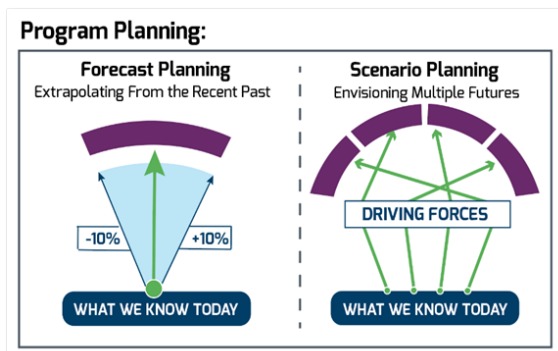 Program Planning:
Forecast Planning
Extrapolating From the Recent Past
-10%
+10%
WHAT WE KNOW TODAY
Scenario Planning
Envisioning Multiple Futures
DRIVING FORCES
WHAT WE KNOW TODAY